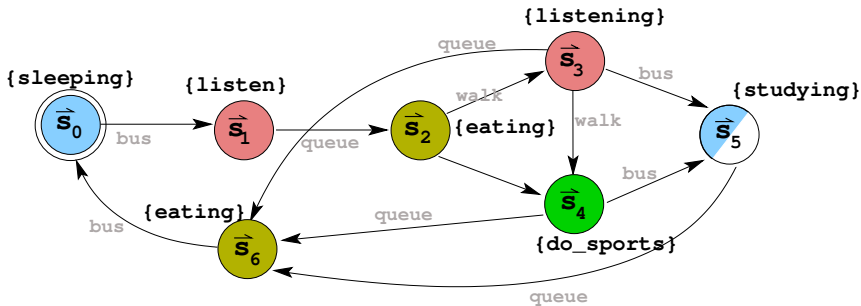 {listening}
queue
s3
{sleeping}
{listen}
walk
bus
{studying}
s0
bus
s1
queue
s2
{eating}
walk
s5
bus
s4
{eating}
queue
bus
s6
{do_sports}
queue